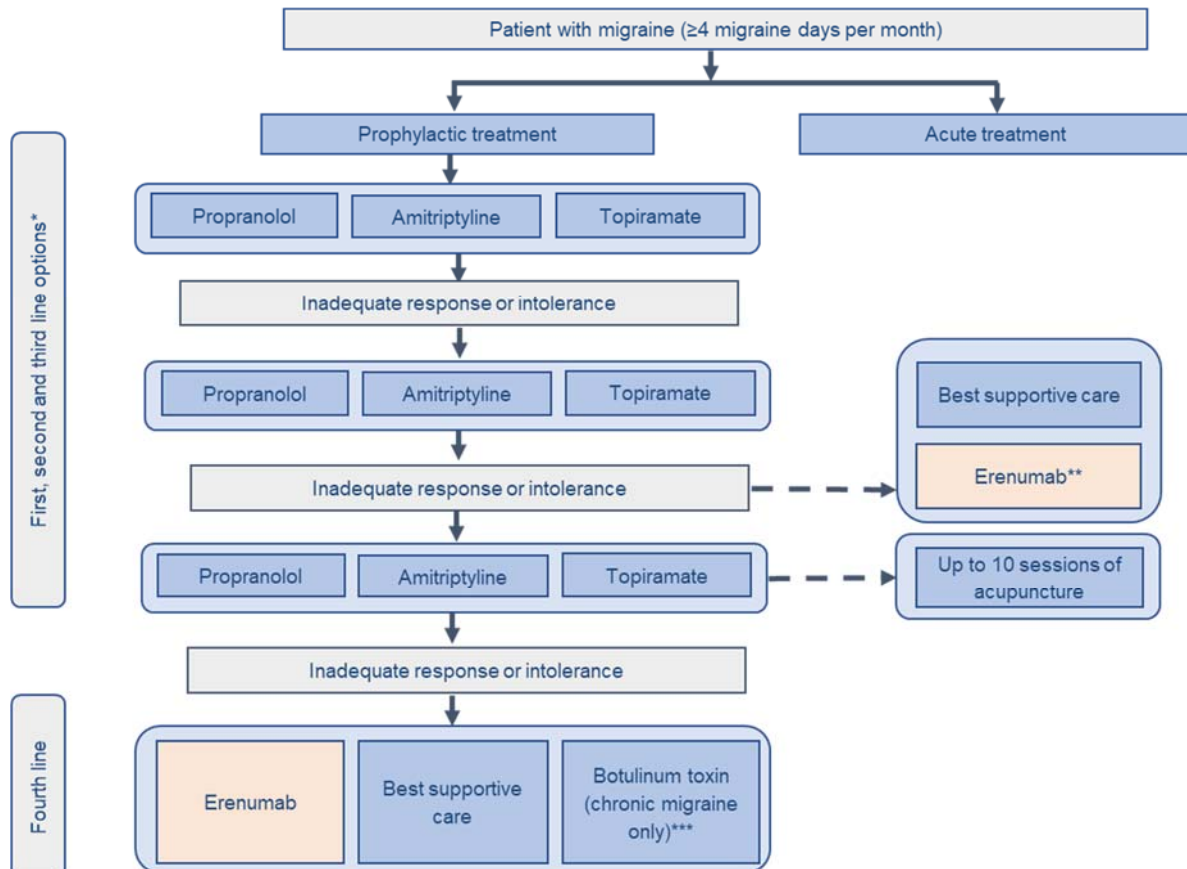 Patient with migraine (≥4 migraine days per month)
Prophylactic treatment
Acute treatment
First, second and third line options*
Propranolol
Amitriptyline
Topiramate
Inadequate response or intolerance
Propranolol
Amitriptyline
Topiramate
Best supportive care
Erenumab**
Inadequate response or intolerance
Propranolol
Amitriptyline
Topiramate
Up to 10 sessions of
acupuncture
Inadequate response or intolerance
Fourth line
Erenumab
Best supportive
care
Botulinum toxin
(chronic migraine
only)***